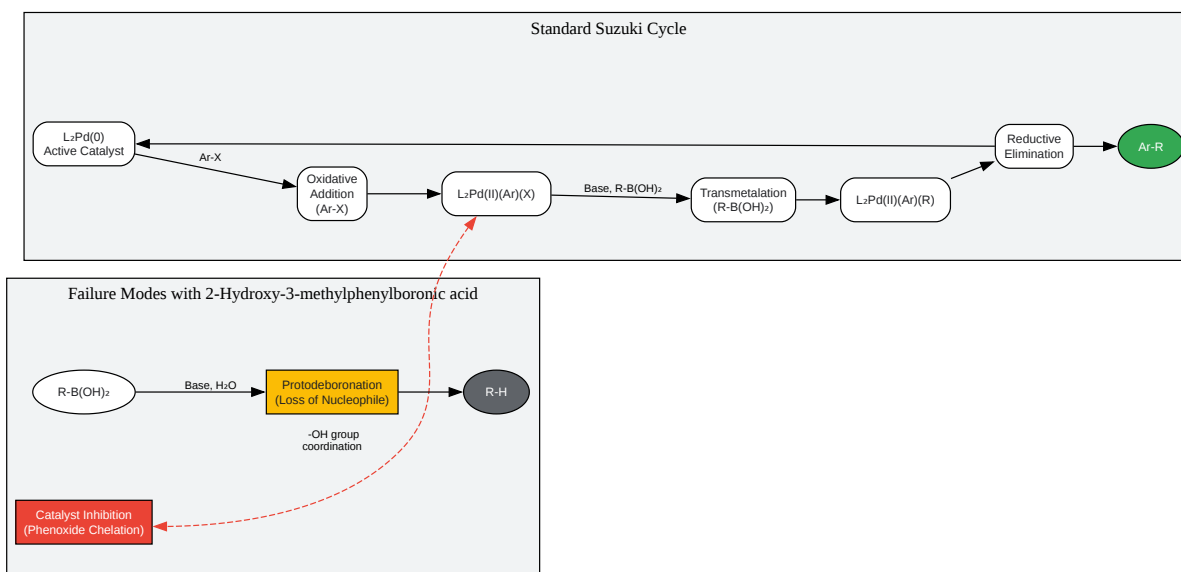 Standard Suzuki Cycle
L₂Pd(0)
Active Catalyst
Ar-X
Oxidative
Addition
(Ar-X)
L₂Pd(II)(Ar)(X)
Base, R-B(OH)₂
Transmetalation
(R-B(OH)₂)
L₂Pd(II)(Ar)(R)
Reductive
Elimination
Ar-R
Failure Modes with 2-Hydroxy-3-methylphenylboronic acid
R-B(OH)₂
Base, H₂O
Protodeboronation
(Loss of Nucleophile)
R-H
-OH group
coordination
Catalyst Inhibition
(Phenoxide Chelation)